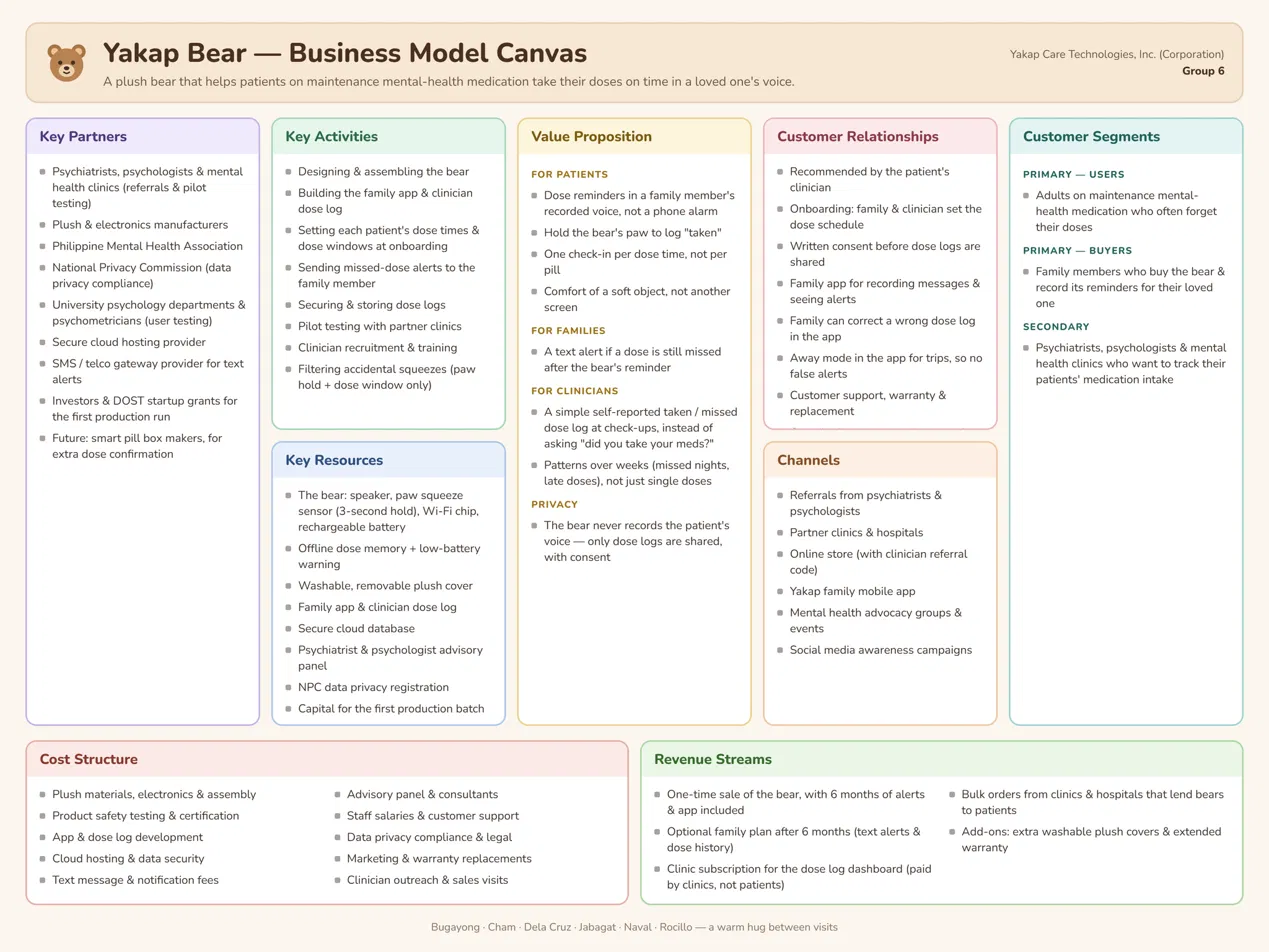 Yakap Bear — Business Model Canvas
A plush bear that helps patients on maintenance mental-health medication take their doses on time in a loved one's voice.
Yakap Care Technologies, Inc. (Corporation)
Group 6
Key Partners
Psychiatrists, psychologists & mental
health clinics (referrals & pilot
testing)
Plush & electronics manufacturers
Philippine Mental Health Association
National Privacy Commission (data
privacy compliance)
University psychology departments &
psychometricians (user testing)
Secure cloud hosting provider
SMS / telco gateway provider for text
alerts
Investors & DOST startup grants for
the first production run
Future: smart pill box makers, for
extra dose confirmation
Key Activities
Designing & assembling the bear
Building the family app & clinician
dose log
Setting each patient's dose times &
dose windows at onboarding
Sending missed-dose alerts to the
family member
Securing & storing dose logs
Pilot testing with partner clinics
Clinician recruitment & training
Filtering accidental squeezes (paw
hold + dose window only)
Key Resources
The bear: speaker, paw squeeze
sensor (3-second hold), Wi-Fi chip,
rechargeable battery
Offline dose memory + low-battery
warning
Washable, removable plush cover
Family app & clinician dose log
Secure cloud database
Psychiatrist & psychologist advisory
panel
NPC data privacy registration
Capital for the first production batch
Value Proposition
FOR PATIENTS
Dose reminders in a family member's
recorded voice, not a phone alarm
Hold the bear's paw to log "taken"
One check-in per dose time, not per
pill
Comfort of a soft object, not another
screen
FOR FAMILIES
A text alert if a dose is still missed
after the bear's reminder
FOR CLINICIANS
A simple self-reported taken / missed
dose log at check-ups, instead of
asking "did you take your meds?"
Patterns over weeks (missed nights,
late doses), not just single doses
PRIVACY
The bear never records the patient's
voice — only dose logs are shared,
with consent
Customer Relationships
Recommended by the patient's
clinician
Onboarding: family & clinician set the
dose schedule
Written consent before dose logs are
shared
Family app for recording messages &
seeing alerts
Family can correct a wrong dose log
in the app
Away mode in the app for trips, so no
false alerts
Customer support, warranty &
replacement
Channels
Referrals from psychiatrists &
psychologists
Partner clinics & hospitals
Online store (with clinician referral
code)
Yakap family mobile app
Mental health advocacy groups &
events
Social media awareness campaigns
Customer Segments
PRIMARY — USERS
Adults on maintenance mental-
health medication who often forget
their doses
PRIMARY — BUYERS
Family members who buy the bear &
record its reminders for their loved
one
SECONDARY
Psychiatrists, psychologists & mental
health clinics who want to track their
patients' medication intake
Cost Structure
Plush materials, electronics & assembly
Product safety testing & certification
App & dose log development
Cloud hosting & data security
Text message & notification fees
Advisory panel & consultants
Staff salaries & customer support
Data privacy compliance & legal
Marketing & warranty replacements
Clinician outreach & sales visits
Revenue Streams
One-time sale of the bear, with 6 months of alerts
& app included
Optional family plan after 6 months (text alerts &
dose history)
Clinic subscription for the dose log dashboard (paid
by clinics, not patients)
Bulk orders from clinics & hospitals that lend bears
to patients
Add-ons: extra washable plush covers & extended
warranty
Bugayong · Cham · Dela Cruz · Jabagat · Naval · Rocillo — a warm hug between visits